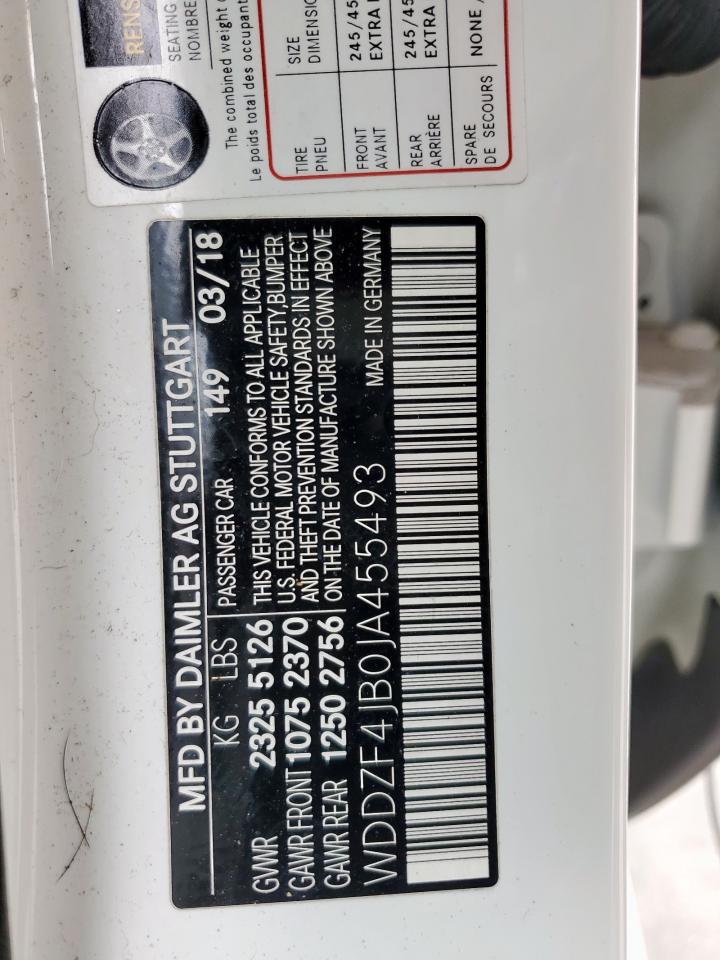 MFD BY DAIMLER AG STUTTGART
KG LBS PASSENGER CAR 149 03/18
GVWR 2325 5126 THIS VEHICLE CONFORMS TO ALL APPLICABLE
GAWR FRONT 1075 2370 U.S. FEDERAL MOTOR VEHICLE SAFETY,BUMPER
GAWR REAR 1250 2756 AND THEFT PREVENTION STANDARDS IN EFFECT
ON THE DATE OF MANUFACTURE SHOWN ABOVE
WDDZF4JB0JA455493 MADE IN GERMANY
RENS
SEATING
NOMBRE
The combined weight
Le poids total des occupant
TIRE SIZE
PNEU DIMENSIO
FRONT 245/45
AVANT EXTRA
REAR 245/45
ARRIÈRE EXTRA
SPARE NONE
DE SECOURS